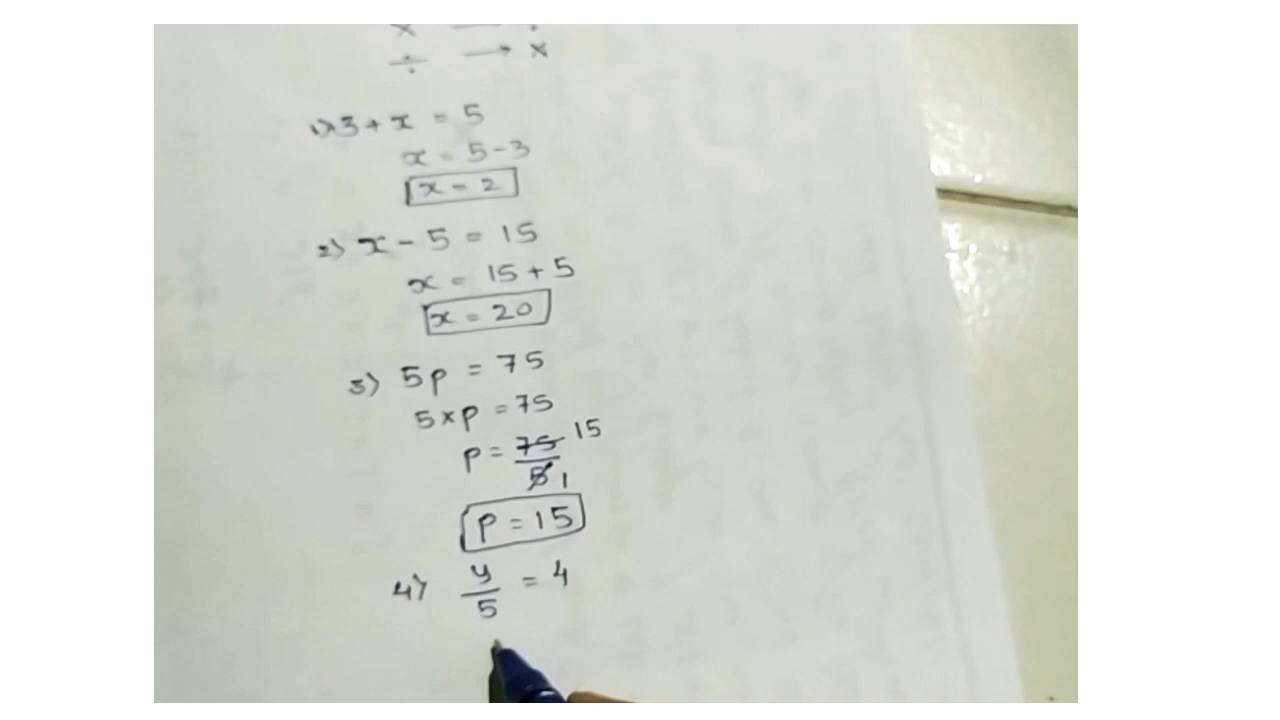 ÷ → ×
1) 3 + x = 5
x = 5 - 3
x = 2
2) x - 5 = 15
x = 15 + 5
x = 20
3) 5p = 75
5 × p = 75
p = 75/5 15 1
p = 15
4) y/5 = 4